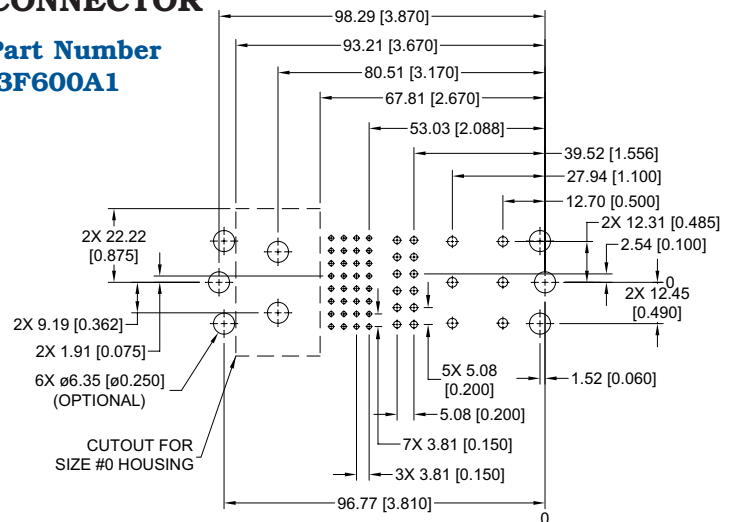 CONNECTOR
Part Number
3F600A1
98.29 [3.870]
93.21 [3.670]
80.51 [3.170]
67.81 [2.670]
53.03 [2.088]
39.52 [1.556]
27.94 [1.100]
12.70 [0.500]
2X 12.31 [0.485]
2.54 [0.100]
0
2X 12.45
[0.490]
2X 22.22
[0.875]
2X 9.19 [0.362]
2X 1.91 [0.075]
6X ø6.35 [ø0.250]
(OPTIONAL)
5X 5.08
[0.200]
1.52 [0.060]
5.08 [0.200]
7X 3.81 [0.150]
CUTOUT FOR
SIZE #0 HOUSING
3X 3.81 [0.150]
96.77 [3.810]
0